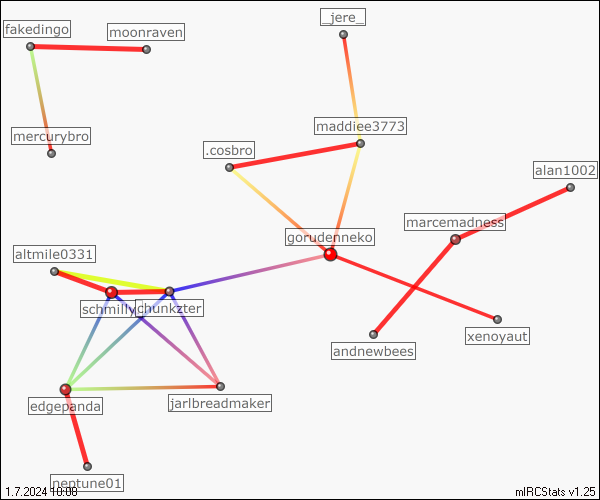 _jere_
fakedingo
moonraven
maddiee3773
mercurybro
.cosbro
alan1002
marcemadness
gorudenneko
altmile0331
schmilly
chunkzter
xenoyaut
andnewbees
edgepanda
jarlbreadmaker
neptune01
1.7.2024 10:08
mIRCStats v1.25